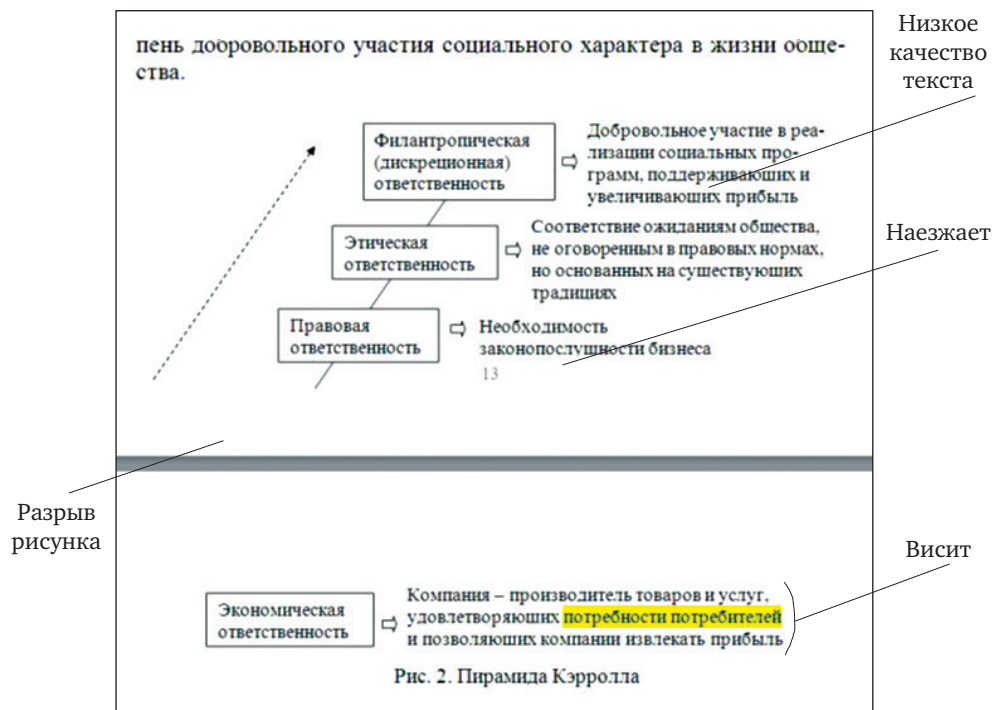 Низкое
качество
текста
пень добровольного участия социального характера в жизни обще-
ства.
Филантропическая
(дискреционная)
ответственность
Добровольное участие в реа-
лизации социальных про-
грамм, поддерживающих и
увеличивающих прибыль
Этическая
ответственность
Соответствие ожиданиям общества,
не оговоренным в правовых нормах,
но основанных на существующих
традициях
Наезжает
Правовая
ответственность
Необходимость
законопослушности бизнеса
13
Разрыв
рисунка
Висит
Экономическая
ответственность
Компания – производитель товаров и услуг,
удовлетворяющих потребности потребителей
и позволяющих компании извлекать прибыль
Рис. 2. Пирамида Кэрролла